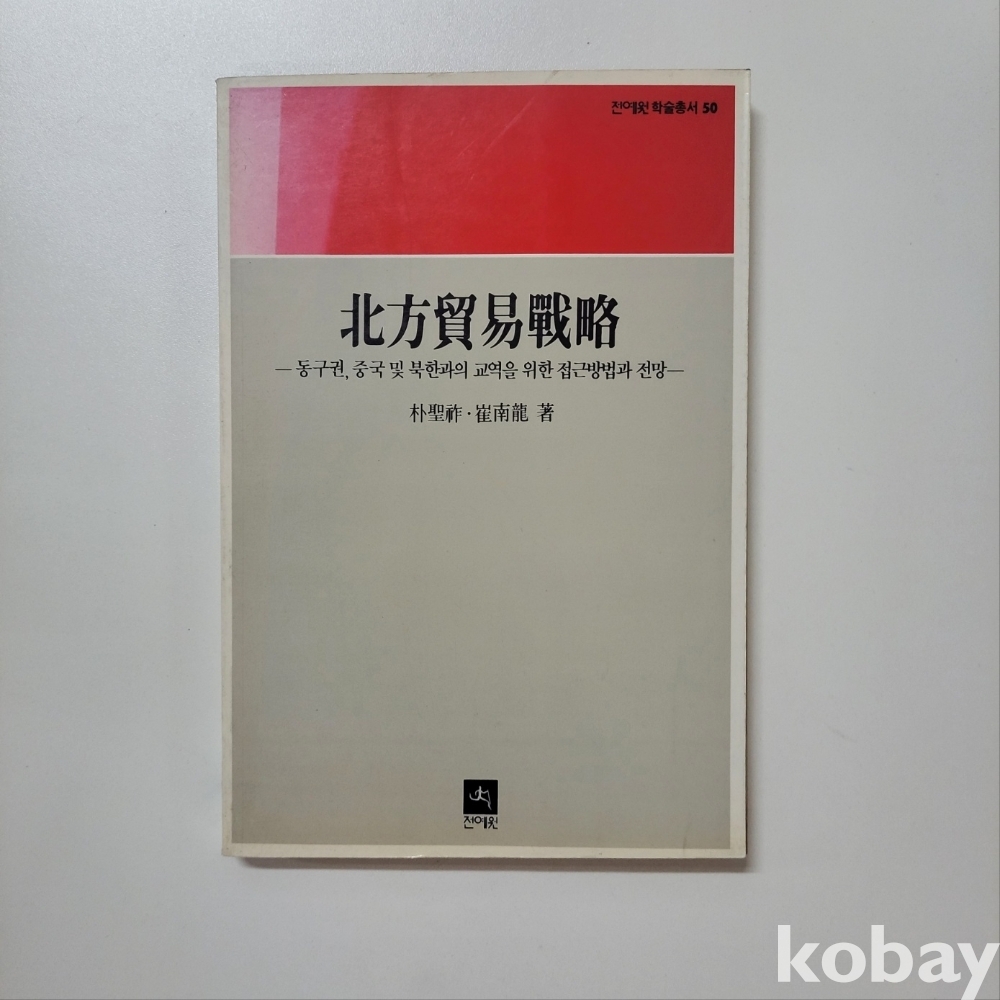 전예원 학술총서 50
北方貿易戰略
— 동구권, 중국 및 북한과의 교역을 위한 접근방법과 전망 —
朴聖祚 · 崔南龍 著
전예원
kobay